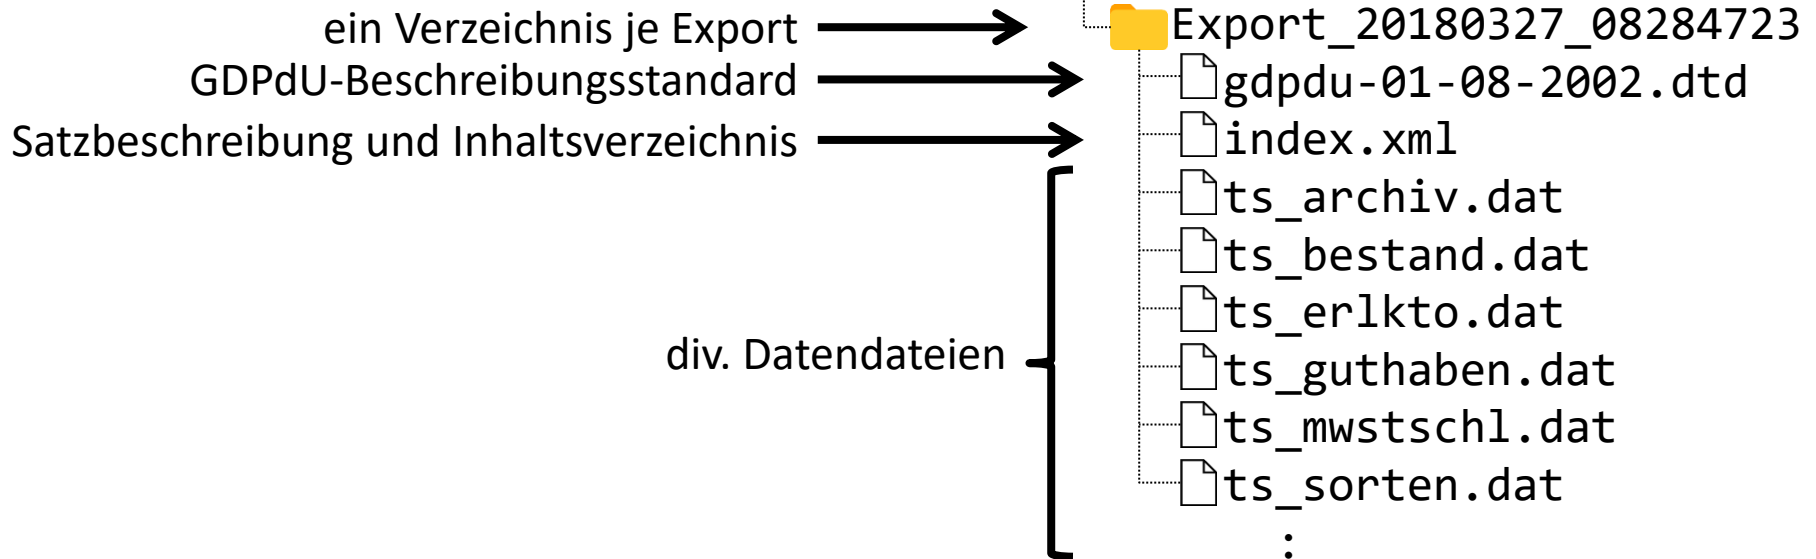 ein Verzeichnis je Export Export_20180327_08284723
GDPdU-Beschreibungsstandard gdpdu-01-08-2002.dtd
Satzbeschreibung und Inhaltsverzeichnis index.xml
ts_archiv.dat
ts_bestand.dat
ts_erlkto.dat
div. Datendateien ts_guthaben.dat
ts_mwstschl.dat
ts_sorten.dat
: